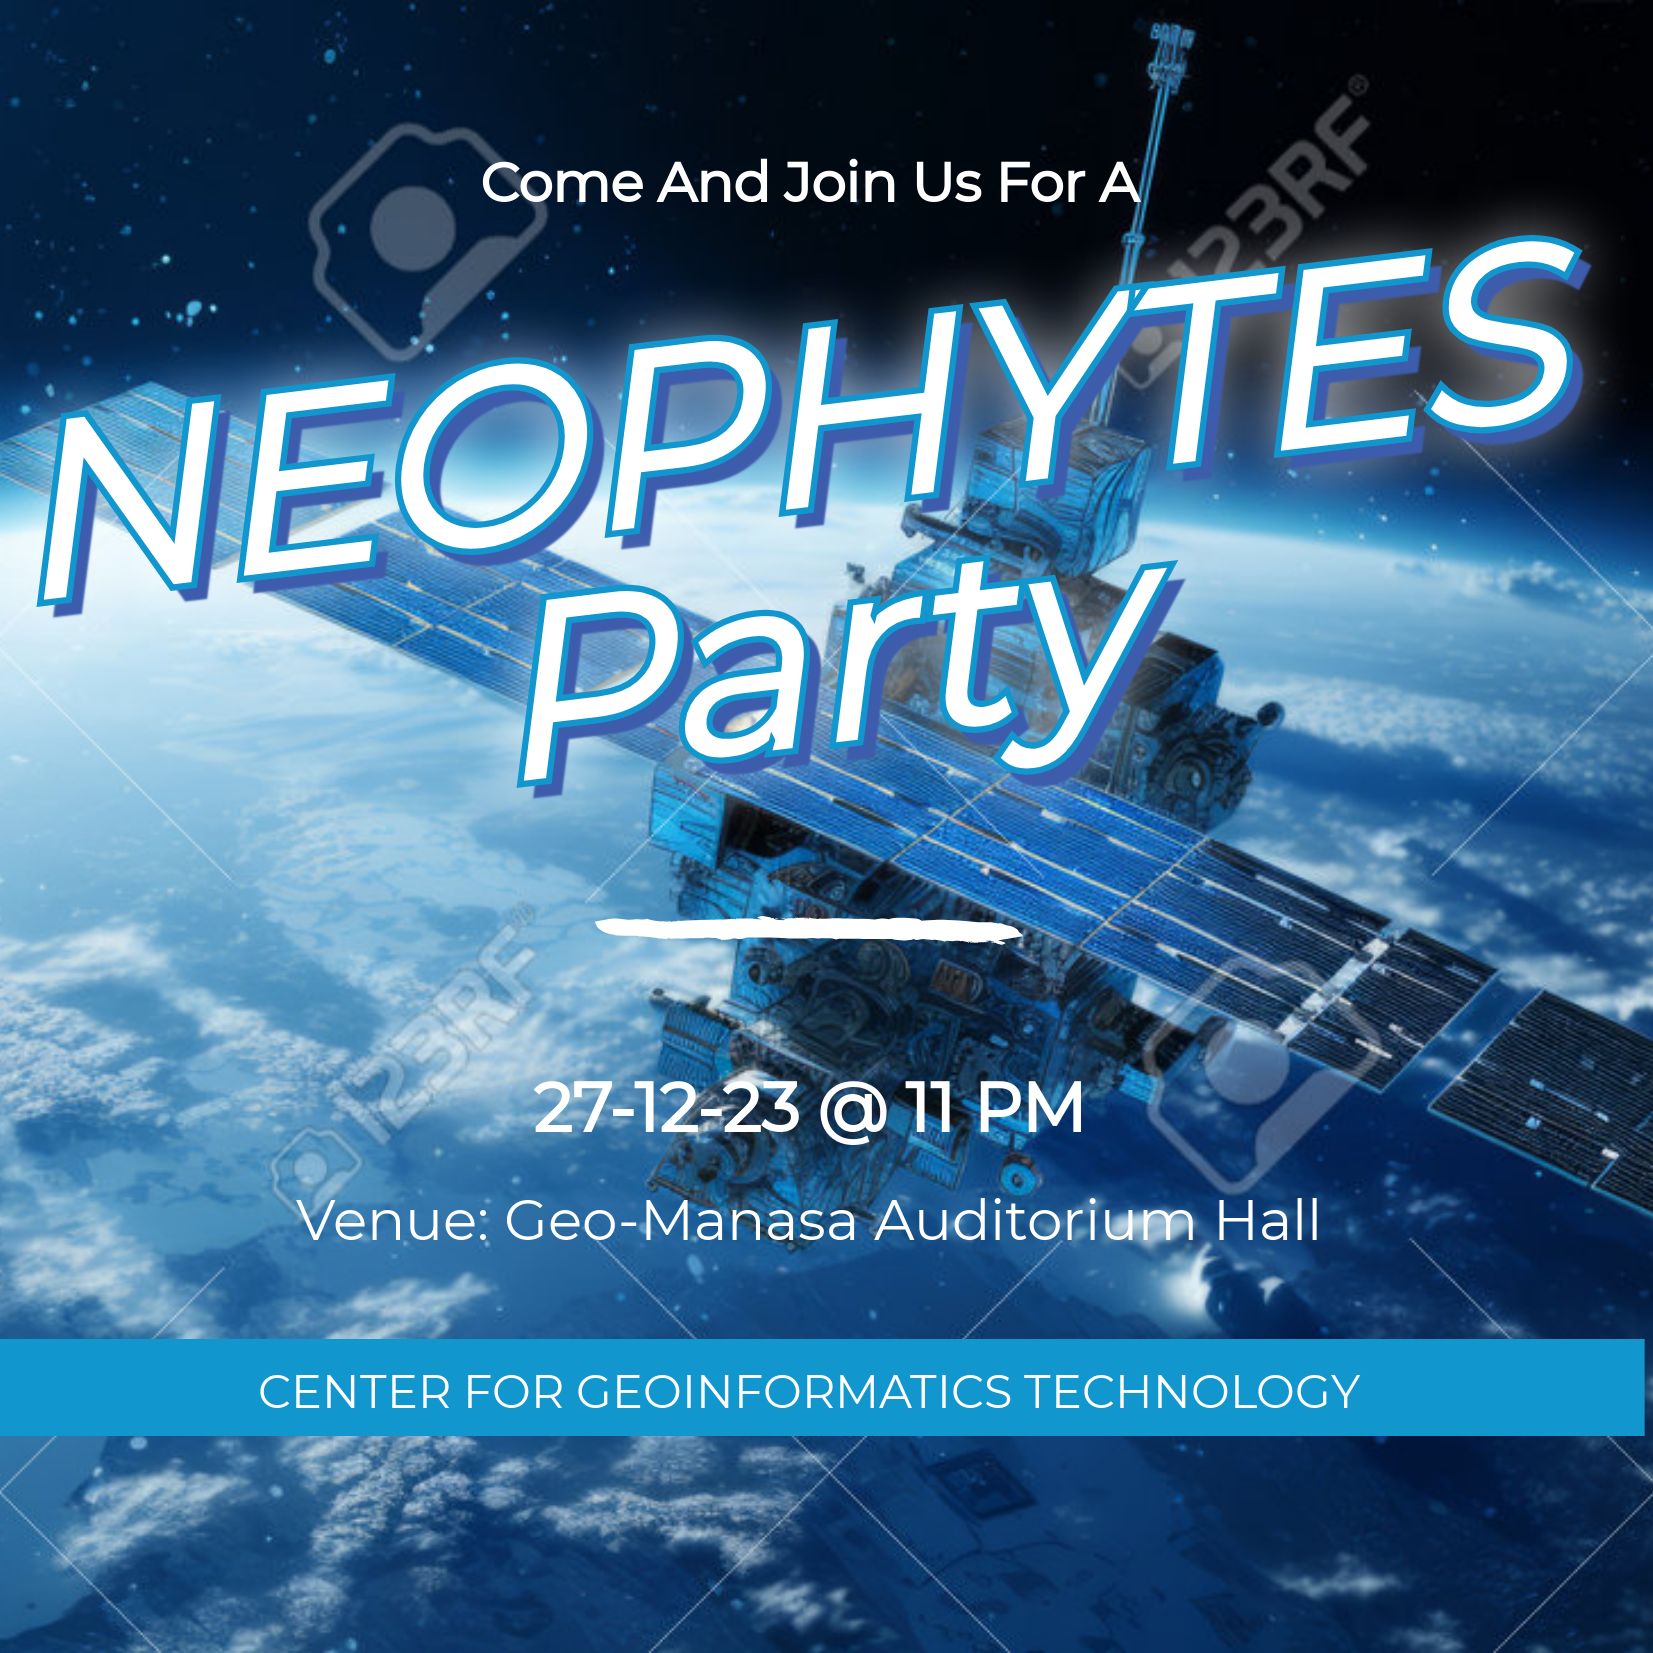 Come And Join Us For A
NEOPHYTES
Party
27-12-23 @ 11 PM
Venue: Geo-Manasa Auditorium Hall
CENTER FOR GEOINFORMATICS TECHNOLOGY
123RF®
123RF®